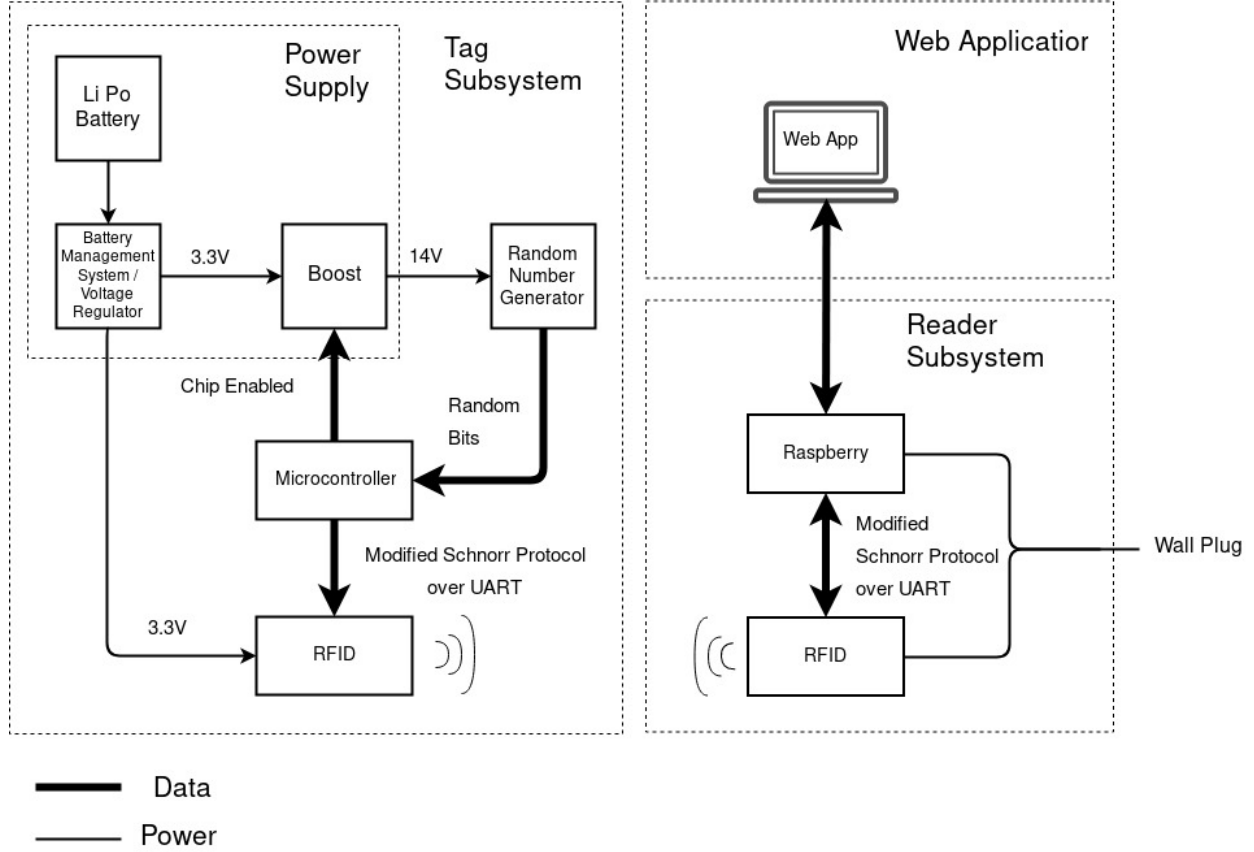 Power
Supply
Tag
Subsystem
Li Po
Battery
Battery
Management
System /
Voltage
Regulator
3.3V
Boost
14V
Random
Number
Generator
Chip Enabled
Random
Bits
Microcontroller
Modified Schnorr Protocol
over UART
3.3V
RFID
Web Applicatior
Web App
Reader
Subsystem
Raspberry
Modified
Schnorr Protocol
over UART
Wall Plug
RFID
Data
Power